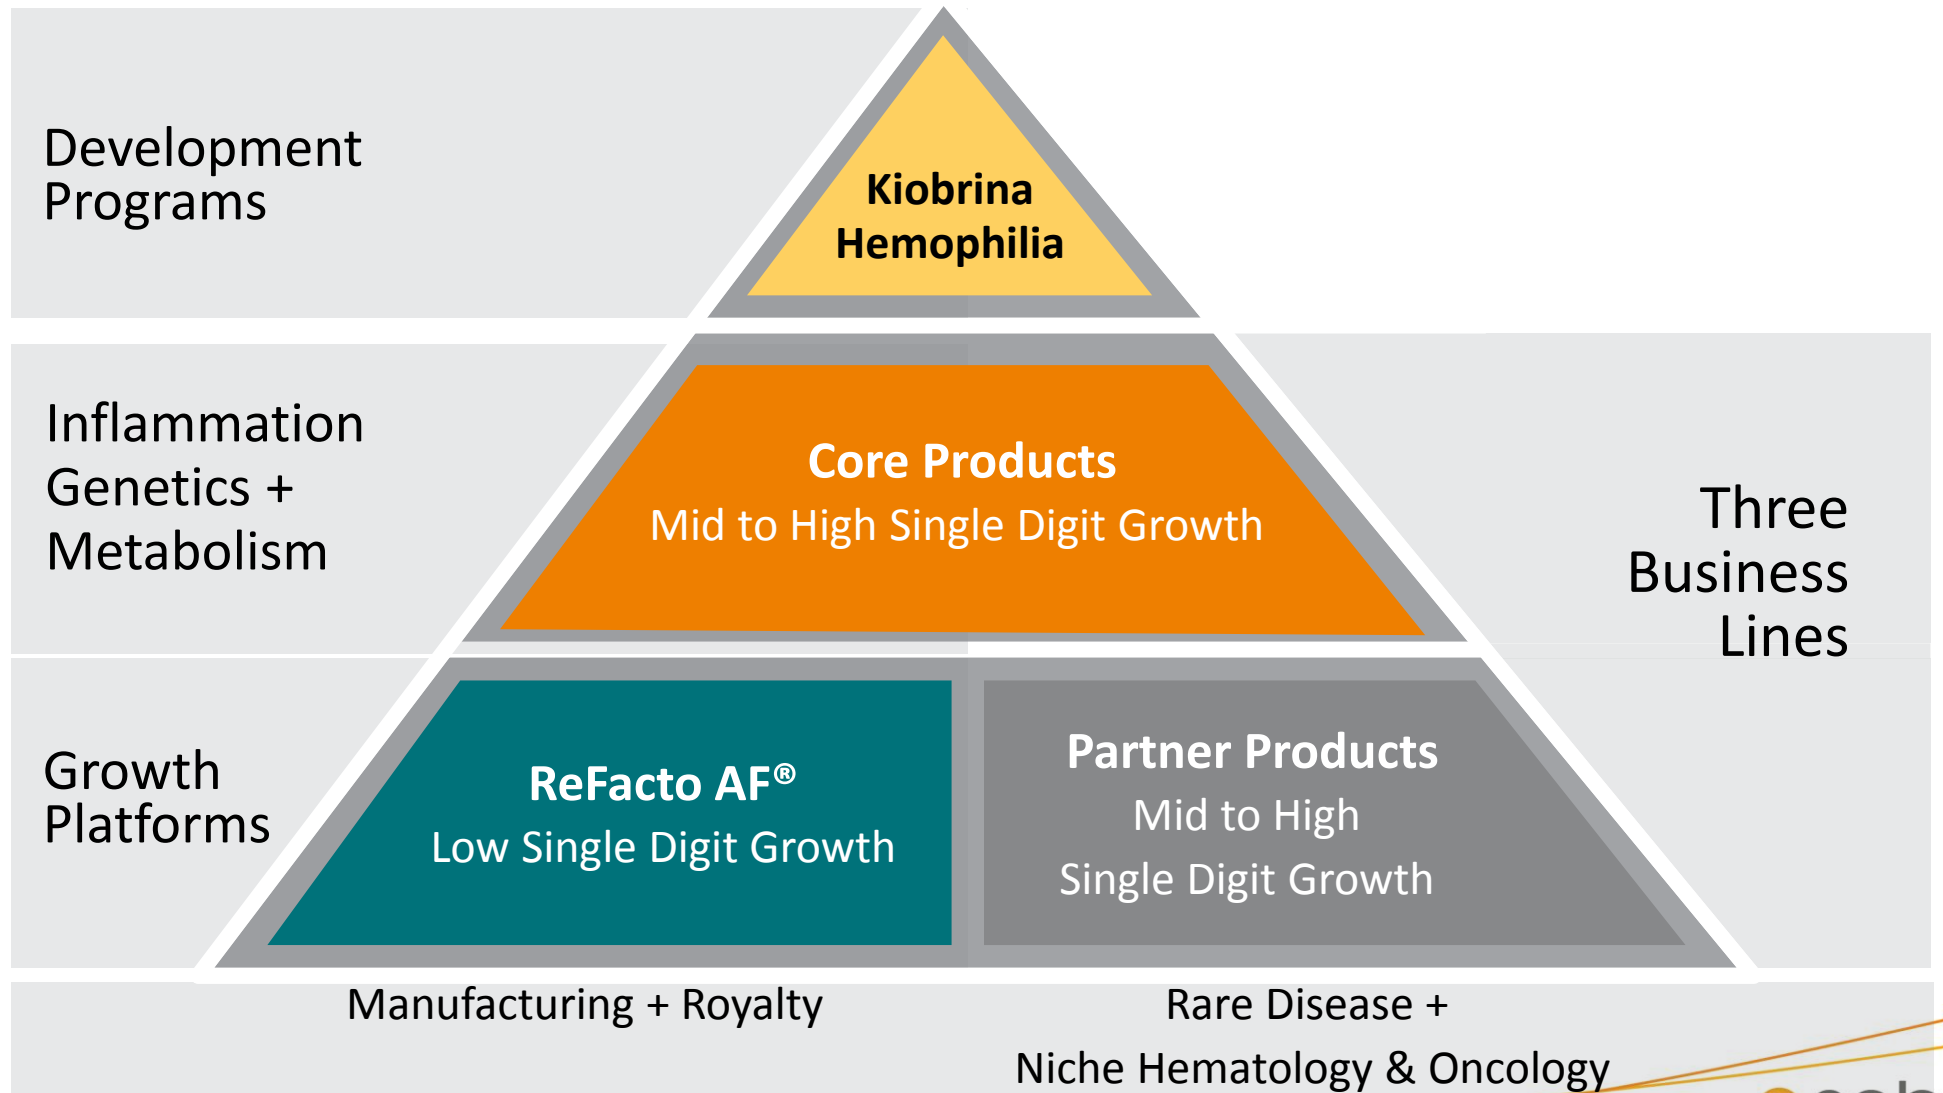 Development
Programs
Kiobrina
Hemophilia
Inflammation
Genetics +
Metabolism
Core Products
Mid to High Single Digit Growth
Three
Business
Lines
Growth
Platforms
ReFacto AF®
Low Single Digit Growth
Partner Products
Mid to High
Single Digit Growth
Manufacturing + Royalty
Rare Disease +
Niche Hematology & Oncology